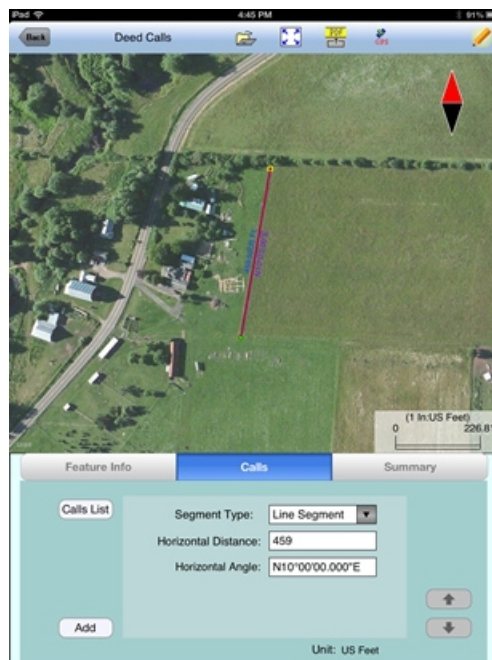 iPad 4:45 PM 91%
Back Deed Calls PDF GPS
(1 In:US Feet)
0 226.8
Feature Info Calls Summary
Calls List
Segment Type: Line Segment
Horizontal Distance: 459
Horizontal Angle: N10°00'00.000"E
Add
Unit: US Feet